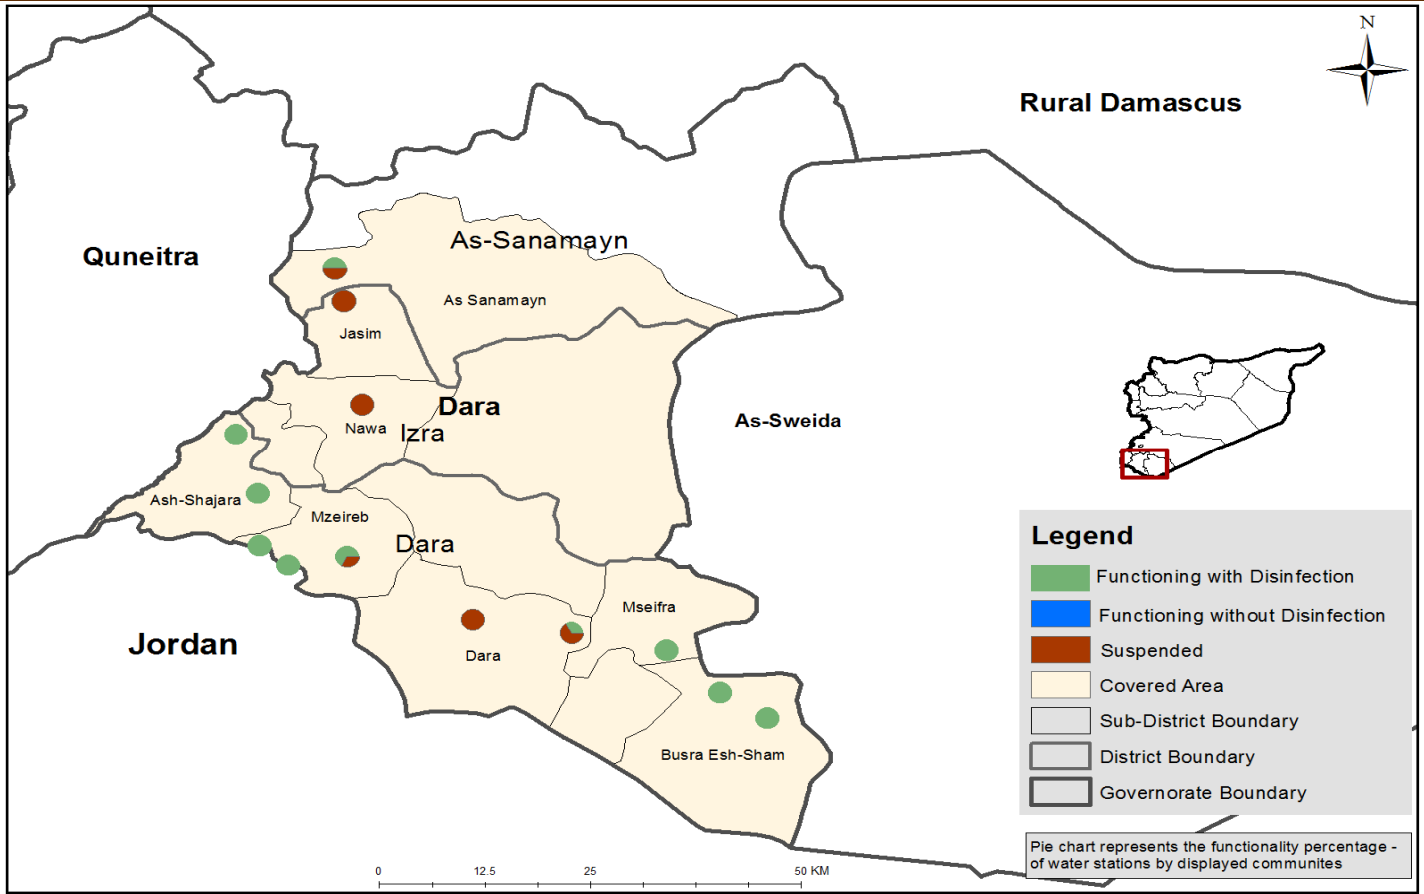 N
Rural Damascus
Quneitra
As-Sanamayn
As Sanamayn
Jasim
Dara
As-Sweida
Nawa
Izra
Ash-Shajara
Mzeireb
Dara
Mseifra
Jordan
Dara
Busra Esh-Sham
Legend
Functioning with Disinfection
Functioning without Disinfection
Suspended
Covered Area
Sub-District Boundary
District Boundary
Governorate Boundary
Pie chart represents the functionality percentage -
of water stations by displayed communites
0 12.5 25 50 KM